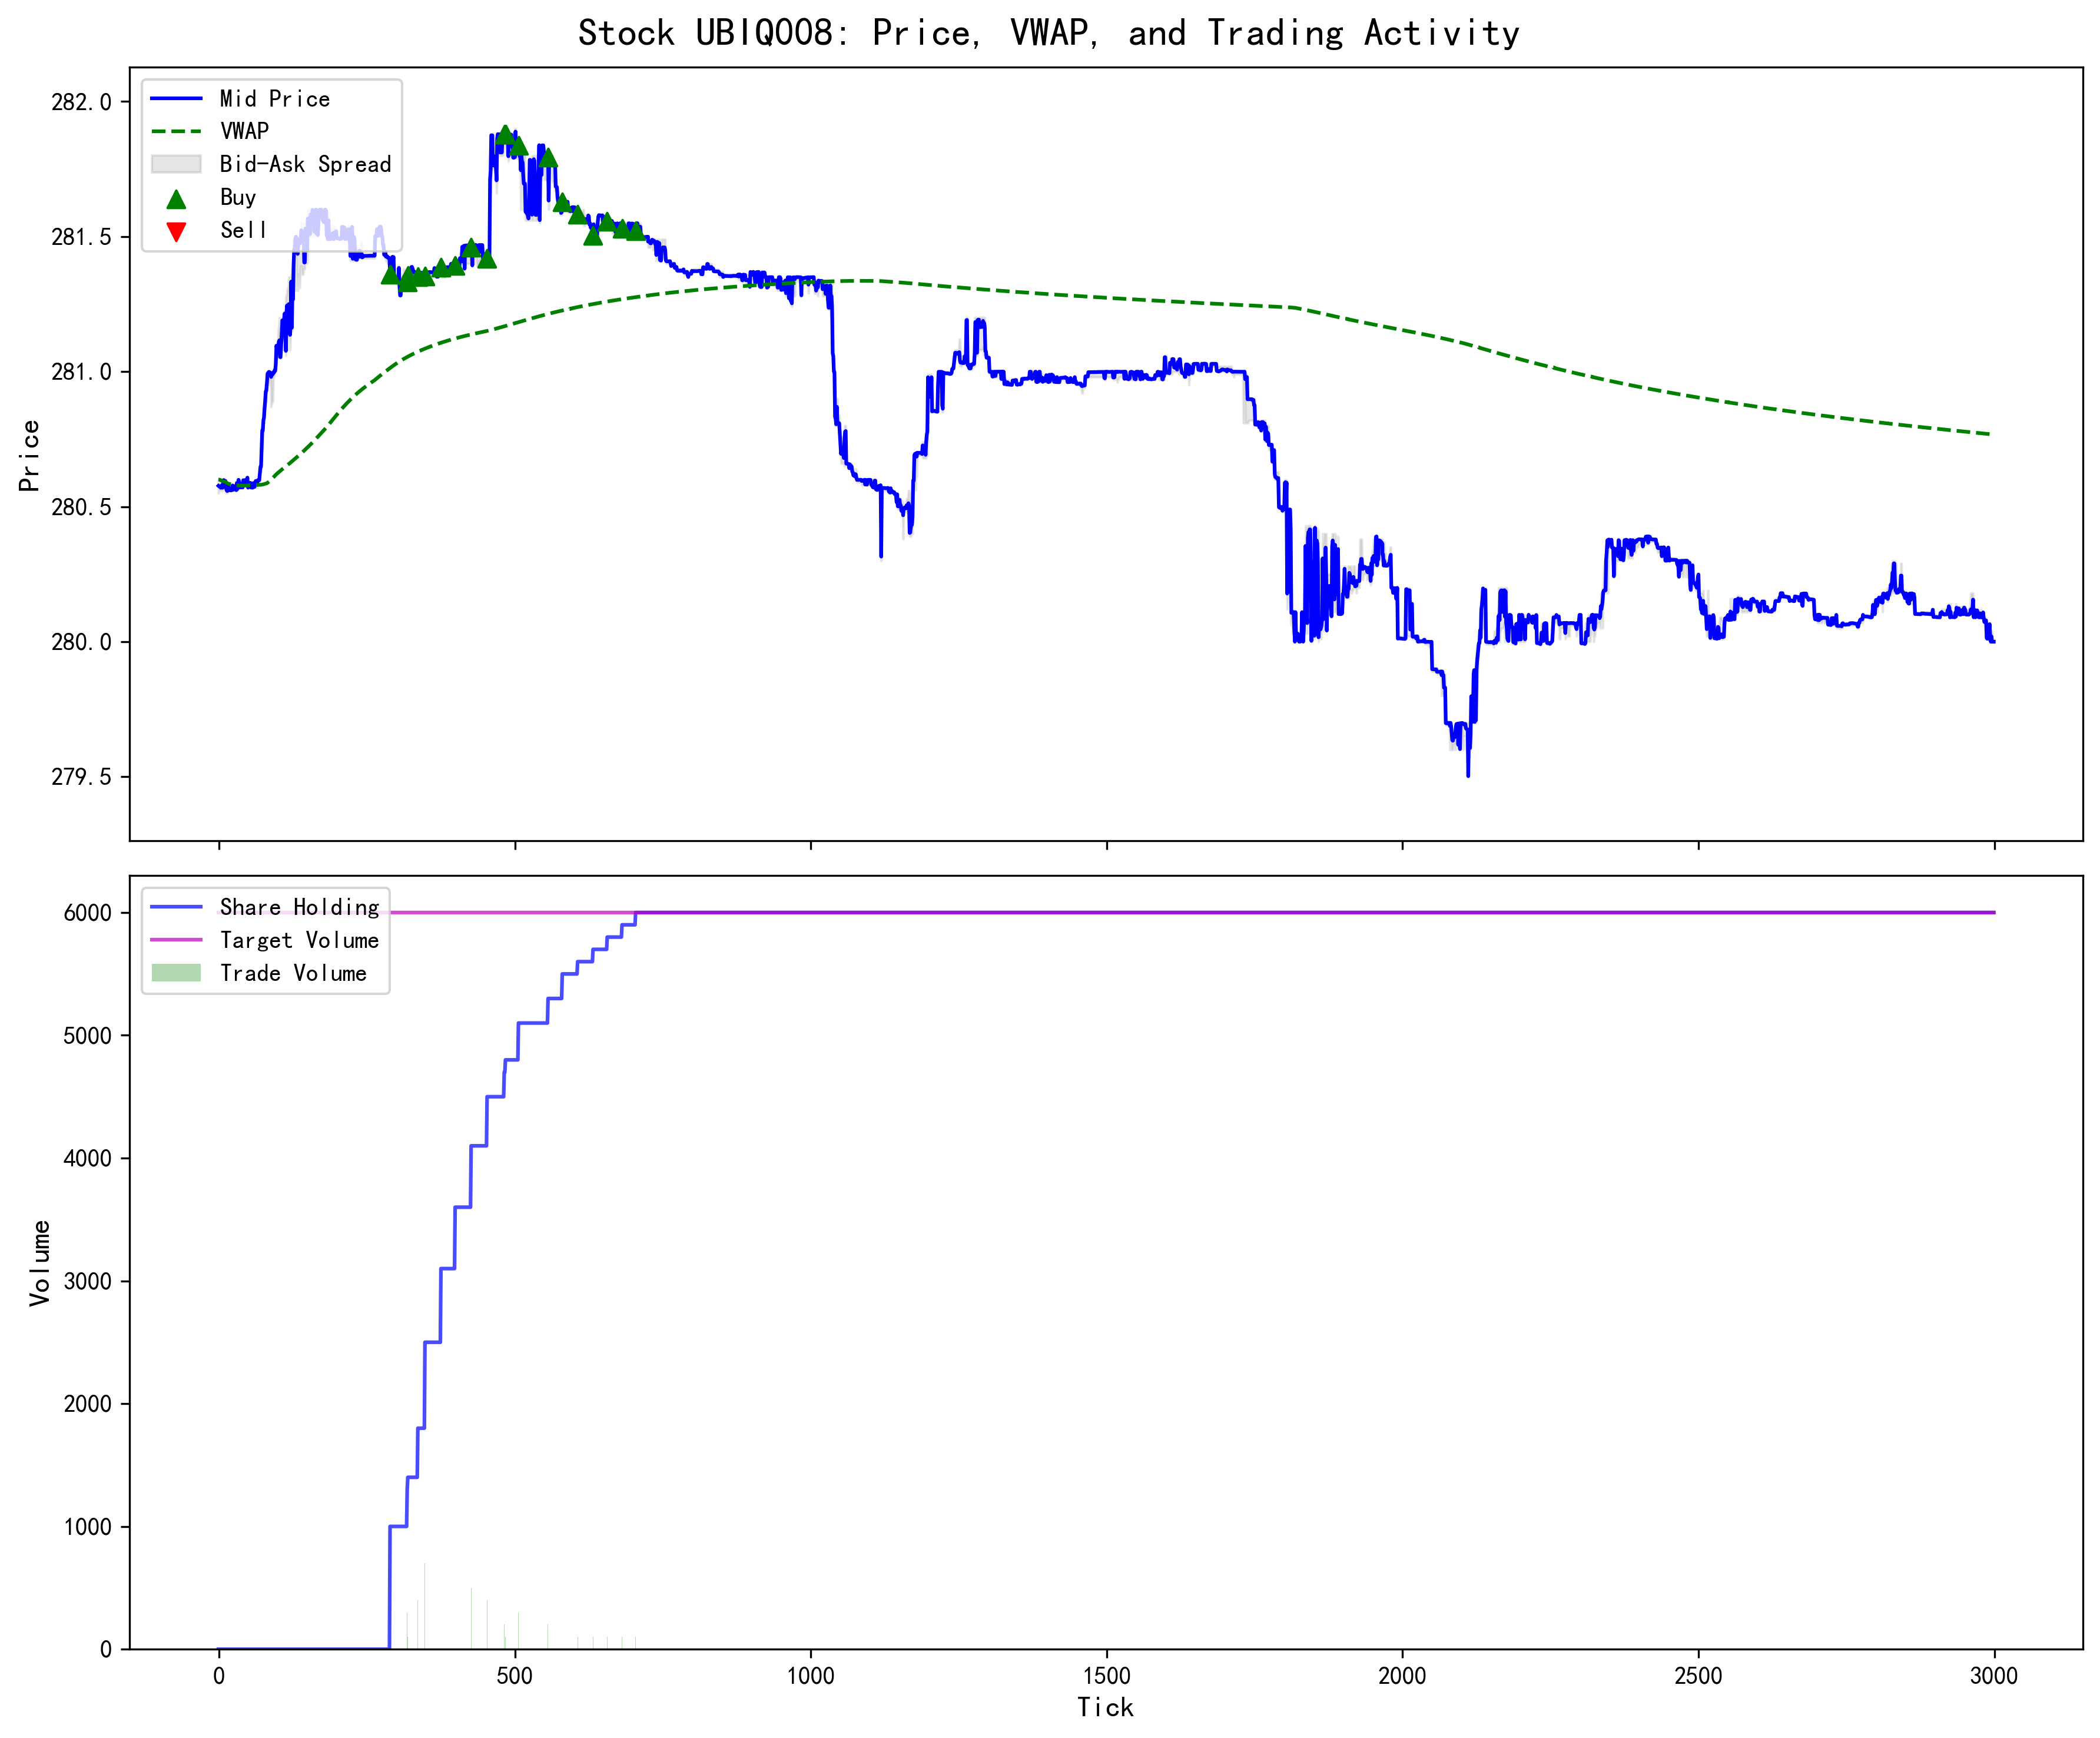 Stock UBIQ008: Price, VWAP, and Trading Activity
Mid Price
VWAP
Bid-Ask Spread
Buy
Sell
282.0
281.5
281.0
280.5
280.0
279.5
Price
Share Holding
Target Volume
Trade Volume
6000
5000
4000
3000
2000
1000
0
Volume
0 500 1000 1500 2000 2500 3000
Tick